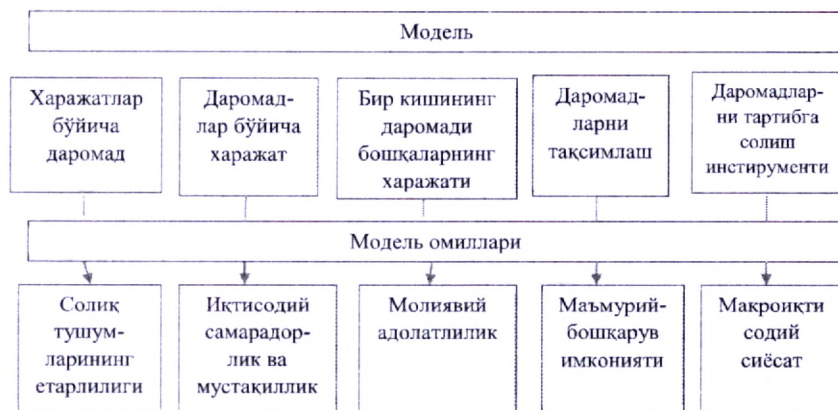 Модель
Харажатлар
бўйича
даромад
Даромад-
лар бўйича
харажат
Бир кишининг
даромади
бошқаларнинг
харажати
Даромад-
ларни
тақсимлаш
Даромадлар-
ни тартибга
солиш
инстирументи
Модель омиллари
Солиқ
тушум-
ларининг
етарлилиги
Иқтисодий
самарадор-
лик ва
мустақиллик
Молиявий
адолатлилик
Маъмурий-
бошқарув
имконияти
Макроиқти
содий
сиёсат